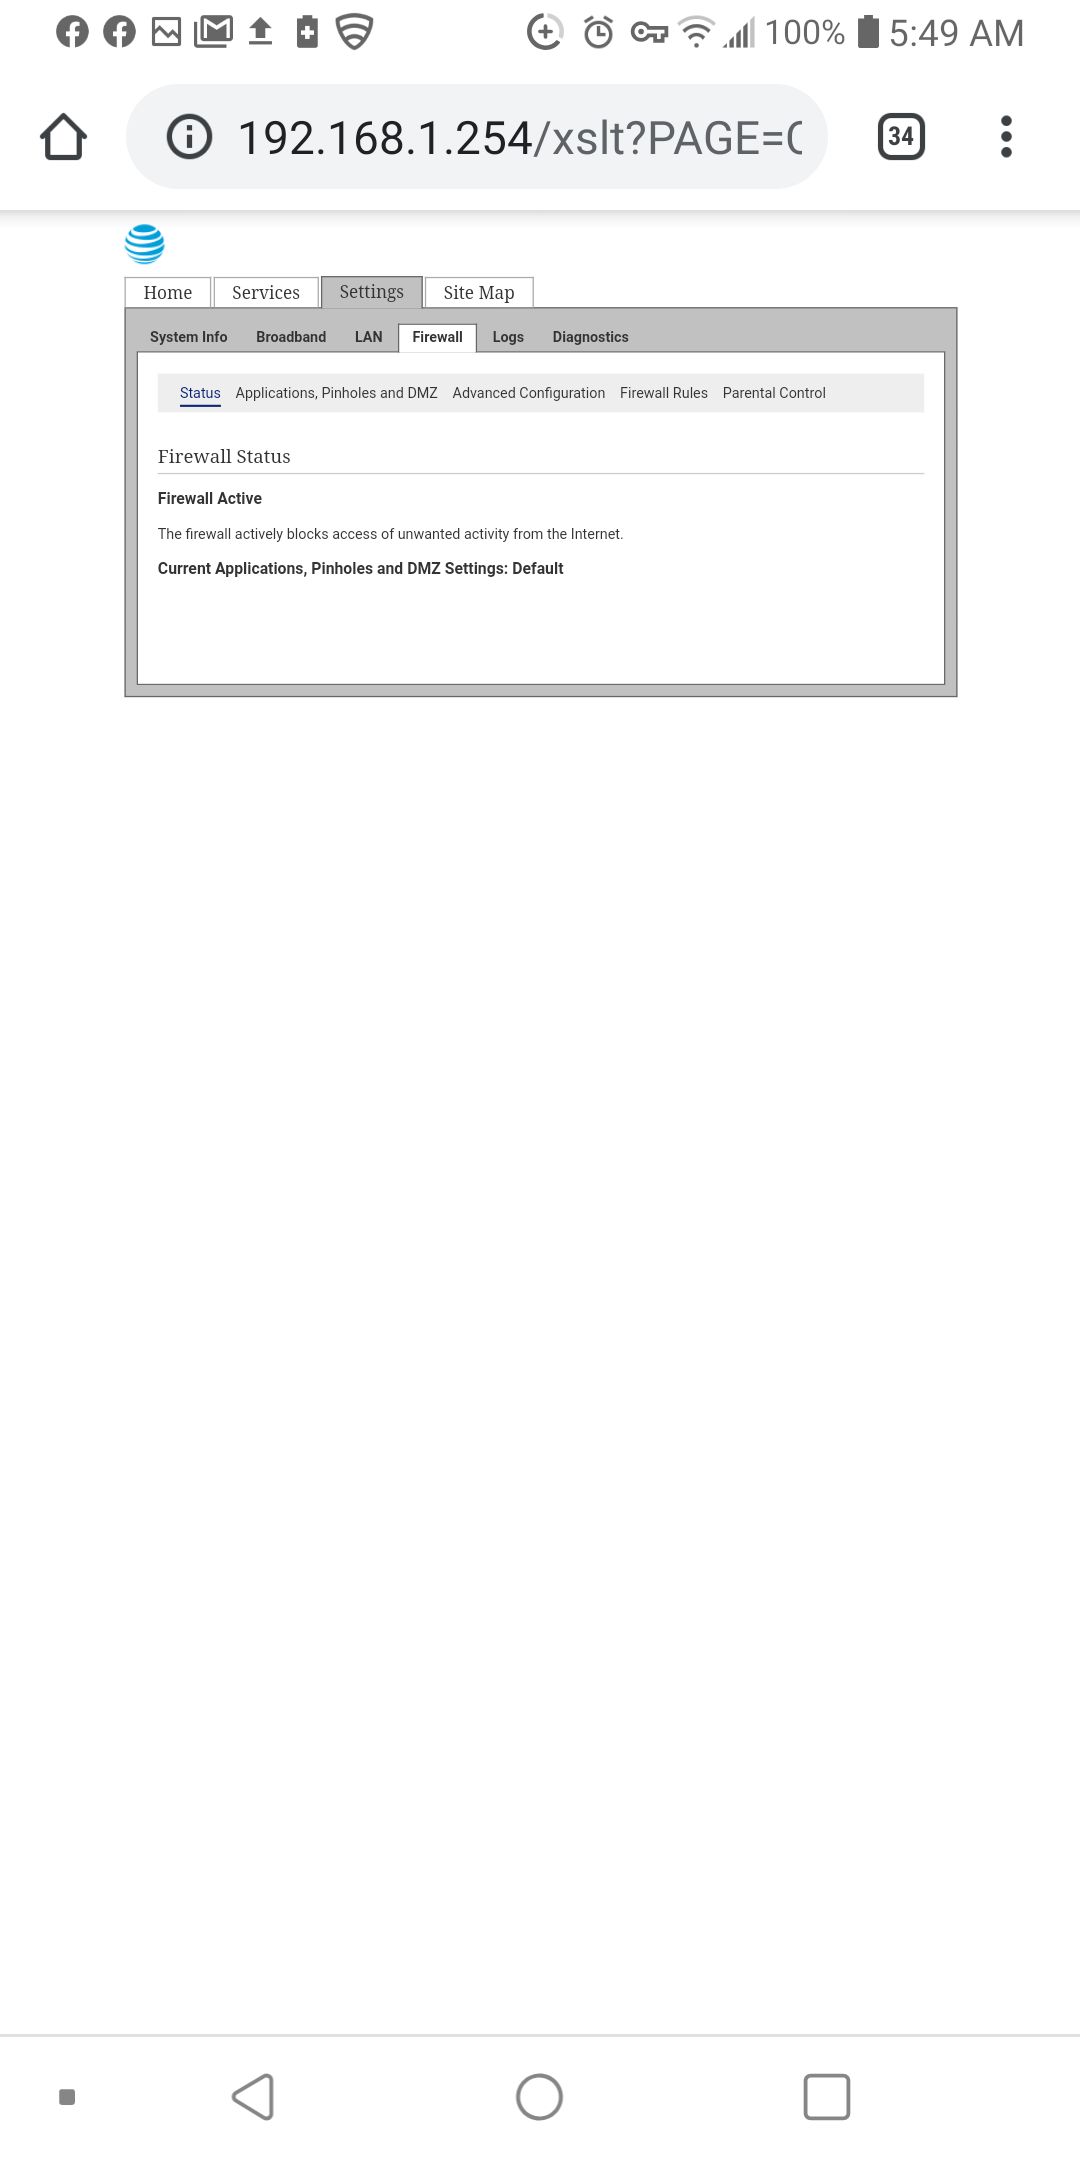 100% 5:49 AM
192.168.1.254/xslt?PAGE=
34
Home Services Settings Site Map
System Info Broadband LAN Firewall Logs Diagnostics
Status Applications, Pinholes and DMZ Advanced Configuration Firewall Rules Parental Control
Firewall Status
Firewall Active
The firewall actively blocks access of unwanted activity from the Internet.
Current Applications, Pinholes and DMZ Settings: Default